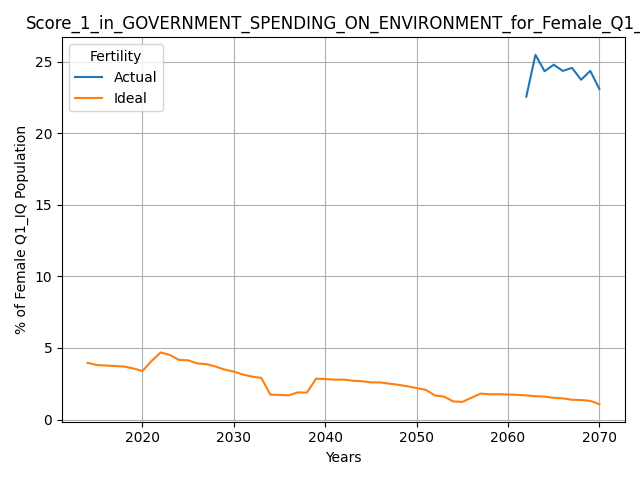 Score_1_in_GOVERNMENT_SPENDING_ON_ENVIRONMENT_for_Female_Q1_
Fertility
Actual
Ideal
% of Female Q1_IQ Population
25
20
15
10
5
0
2020 2030 2040 2050 2060 2070
Years